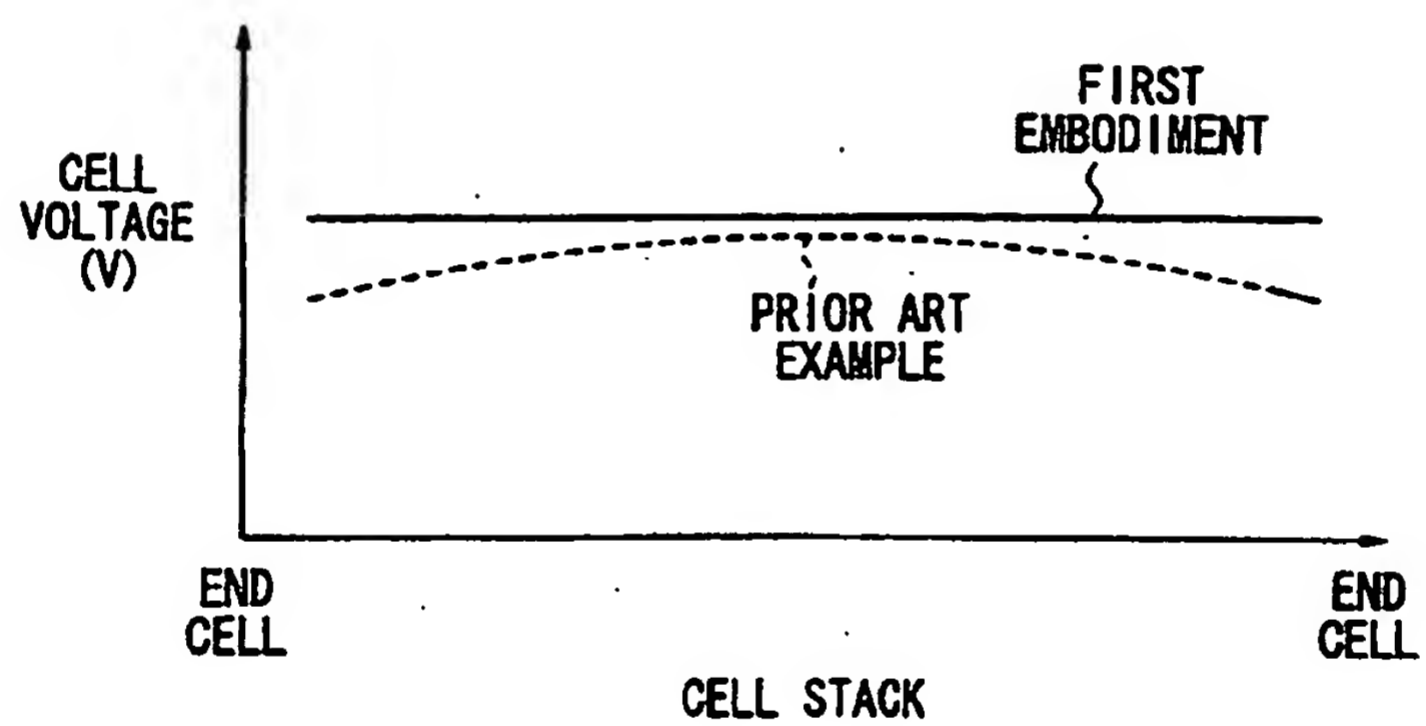 FIRST
EMBODIMENT
CELL
VOLTAGE
(V)
PRIOR ART
EXAMPLE
END
CELL
END
CELL
CELL STACK